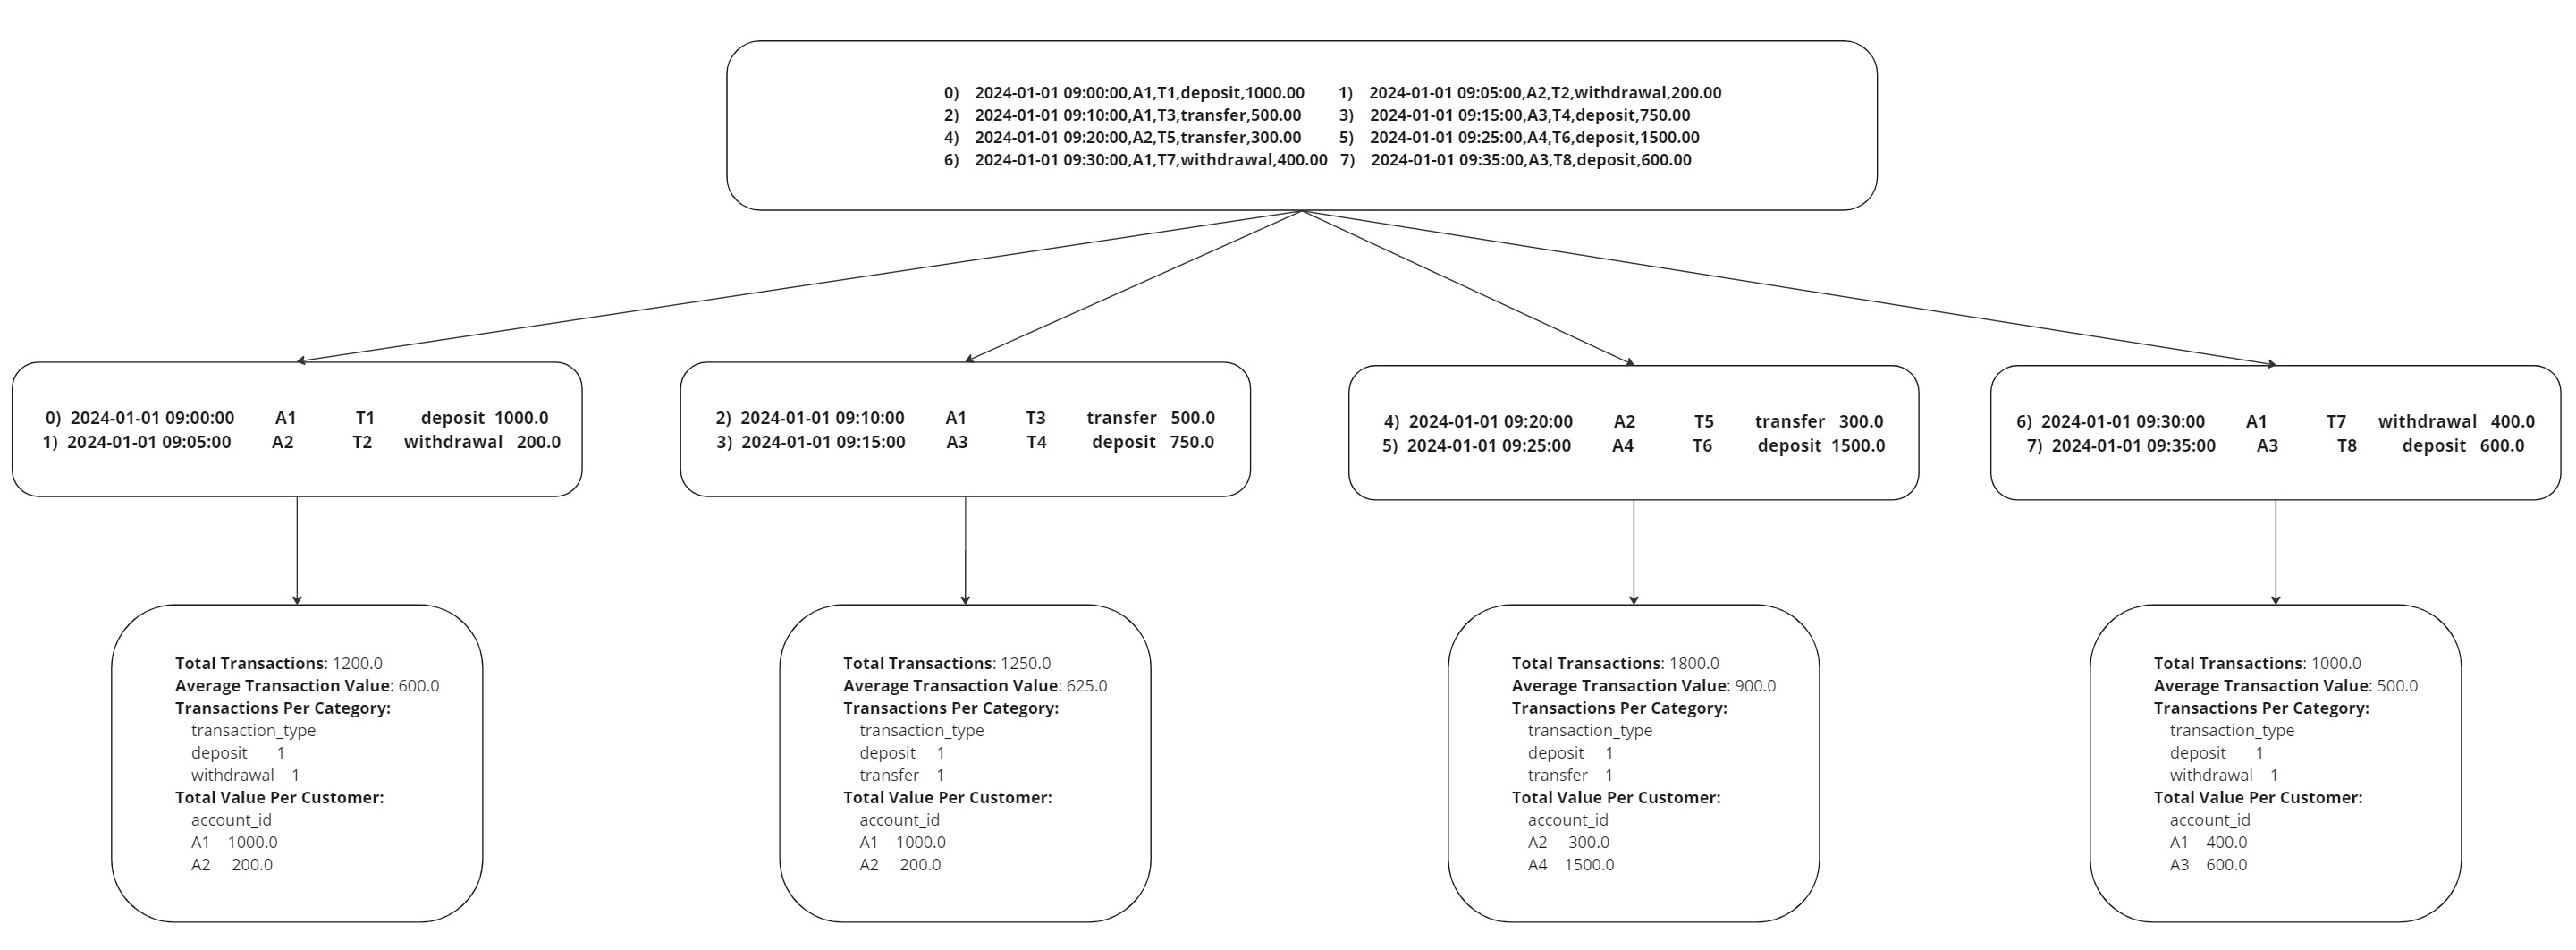 0) 2024-01-01 09:00:00,A1,T1,deposit,1000.00 1) 2024-01-01 09:05:00,A2,T2,withdrawal,200.00
2) 2024-01-01 09:10:00,A1,T3,transfer,500.00 3) 2024-01-01 09:15:00,A3,T4,deposit,750.00
4) 2024-01-01 09:20:00,A2,T5,transfer,300.00 5) 2024-01-01 09:25:00,A4,T6,deposit,1500.00
6) 2024-01-01 09:30:00,A1,T7,withdrawal,400.00 7) 2024-01-01 09:35:00,A3,T8,deposit,600.00
0) 2024-01-01 09:00:00 A1 T1 deposit 1000.0
1) 2024-01-01 09:05:00 A2 T2 withdrawal 200.0
2) 2024-01-01 09:10:00 A1 T3 transfer 500.0
3) 2024-01-01 09:15:00 A3 T4 deposit 750.0
4) 2024-01-01 09:20:00 A2 T5 transfer 300.0
5) 2024-01-01 09:25:00 A4 T6 deposit 1500.0
6) 2024-01-01 09:30:00 A1 T7 withdrawal 400.0
7) 2024-01-01 09:35:00 A3 T8 deposit 600.0
Total Transactions: 1200.0
Average Transaction Value: 600.0
Transactions Per Category:
transaction_type
deposit 1
withdrawal 1
Total Value Per Customer:
account_id
A1 1000.0
A2 200.0
Total Transactions: 1250.0
Average Transaction Value: 625.0
Transactions Per Category:
transaction_type
deposit 1
transfer 1
Total Value Per Customer:
account_id
A1 1000.0
A2 200.0
Total Transactions: 1800.0
Average Transaction Value: 900.0
Transactions Per Category:
transaction_type
deposit 1
transfer 1
Total Value Per Customer:
account_id
A2 300.0
A4 1500.0
Total Transactions: 1000.0
Average Transaction Value: 500.0
Transactions Per Category:
transaction_type
deposit 1
withdrawal 1
Total Value Per Customer:
account_id
A1 400.0
A3 600.0